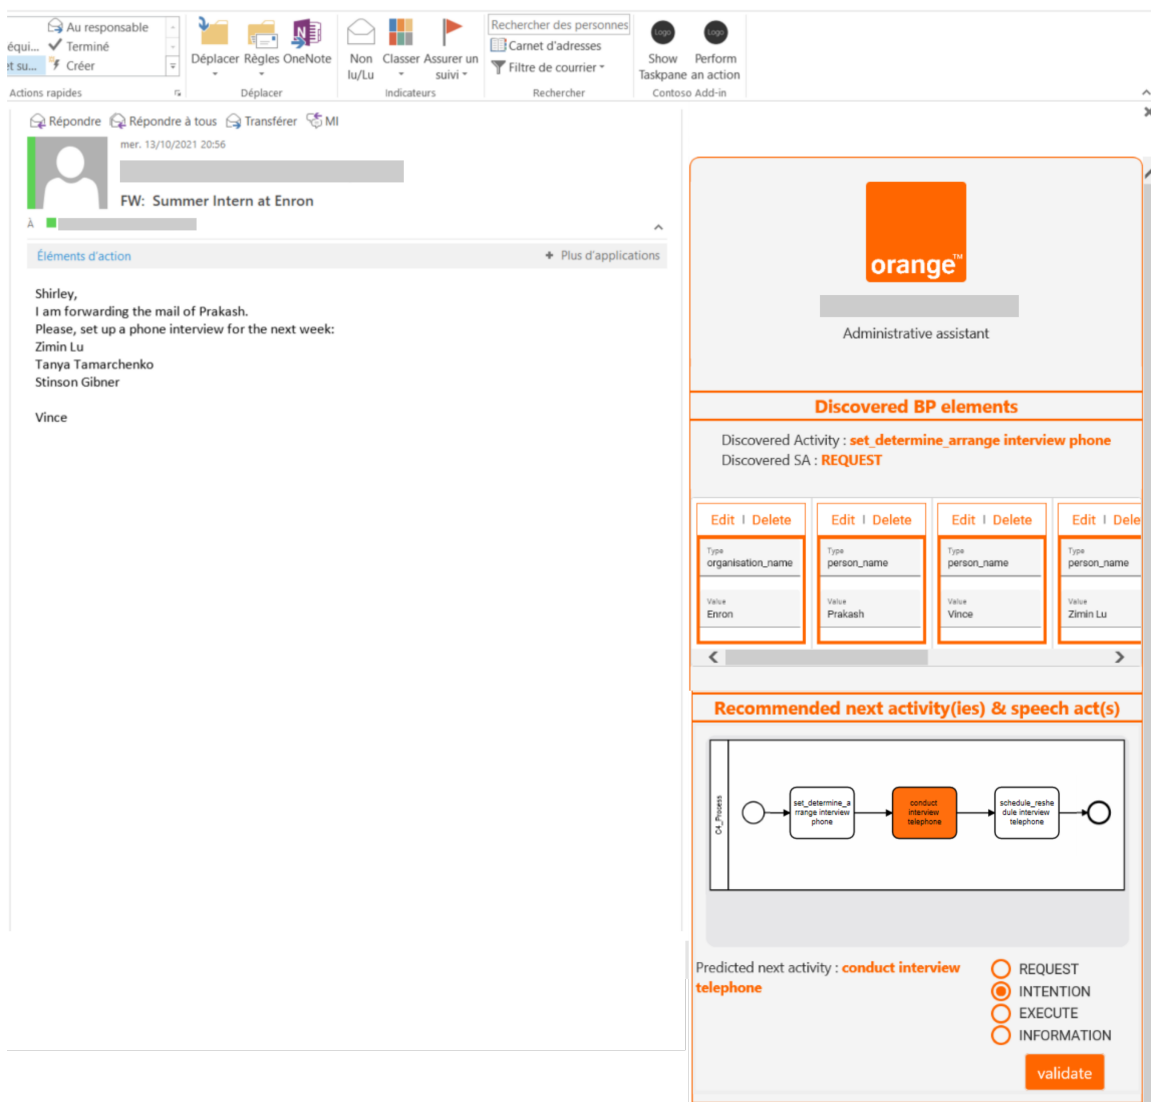 Au responsable
équi... Terminé
et su... Créer
Actions rapides
Déplacer Règles OneNote
Déplacer
Non lu/Lu
Classer
Assurer un suivi
Indicateurs
Rechercher des personnes
Carnet d'adresses
Filtre de courrier
Rechercher
Logo
Logo
Show Taskpane
Perform an action
Contoso Add-in
Répondre Répondre à tous Transférer MI
mer. 13/10/2021 20:56
FW: Summer Intern at Enron
À
Éléments d'action
+ Plus d'applications
Shirley,
I am forwarding the mail of Prakash.
Please, set up a phone interview for the next week:
Zimin Lu
Tanya Tamarchenko
Stinson Gibner
Vince
orange™
Administrative assistant
Discovered BP elements
Discovered Activity : set_determine_arrange interview phone
Discovered SA : REQUEST
Edit | Delete
Type
organisation_name
Value
Enron
Edit | Delete
Type
person_name
Value
Prakash
Edit | Delete
Type
person_name
Value
Vince
Edit | Dele
Type
person_name
Value
Zimin Lu
Recommended next activity(ies) & speech act(s)
C4_Process
set_determine_a
rrange interview
phone
conduct
interview
telephone
schedule_reshe
dule interview
telephone
Predicted next activity : conduct interview
telephone
REQUEST
INTENTION
EXECUTE
INFORMATION
validate